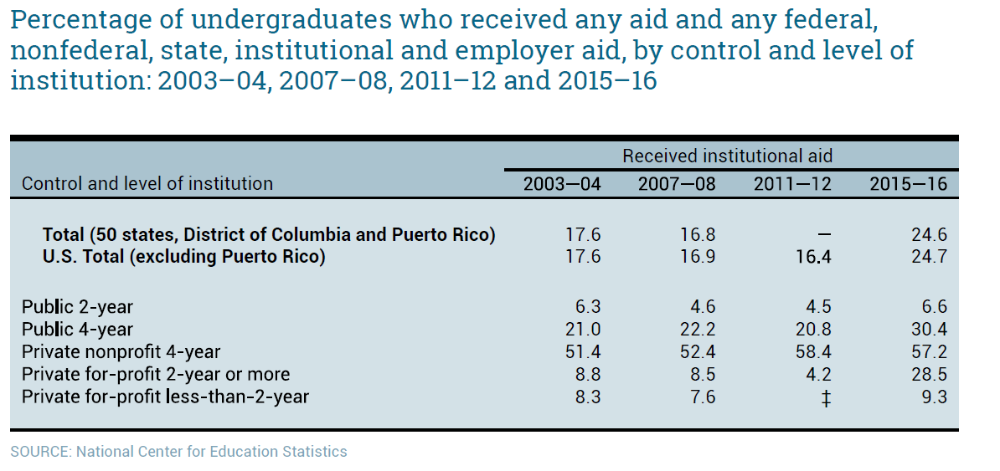 Percentage of undergraduates who received any aid and any federal,
nonfederal, state, institutional and employer aid, by control and level of
institution: 2003–04, 2007–08, 2011–12 and 2015–16
Received institutional aid
Control and level of institution 2003—04 2007—08 2011—12 2015—16
Total (50 states, District of Columbia and Puerto Rico) 17.6 16.8 — 24.6
U.S. Total (excluding Puerto Rico) 17.6 16.9 16.4 24.7
Public 2-year 6.3 4.6 4.5 6.6
Public 4-year 21.0 22.2 20.8 30.4
Private nonprofit 4-year 51.4 52.4 58.4 57.2
Private for-profit 2-year or more 8.8 8.5 4.2 28.5
Private for-profit less-than-2-year 8.3 7.6 ‡ 9.3
SOURCE: National Center for Education Statistics